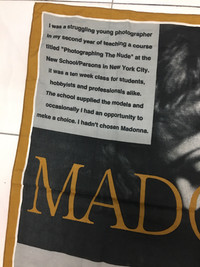 I was a struggling young photographer
in my second year of teaching a course
titled "Photographing The Nude" at the
New School/Parsons in New York City.
It was a ten week class for students,
hobbyists and professionals alike.
The school supplied the models and
occasionally I had an opportunity to
make a choice. I hadn't chosen Madonna.
MADO